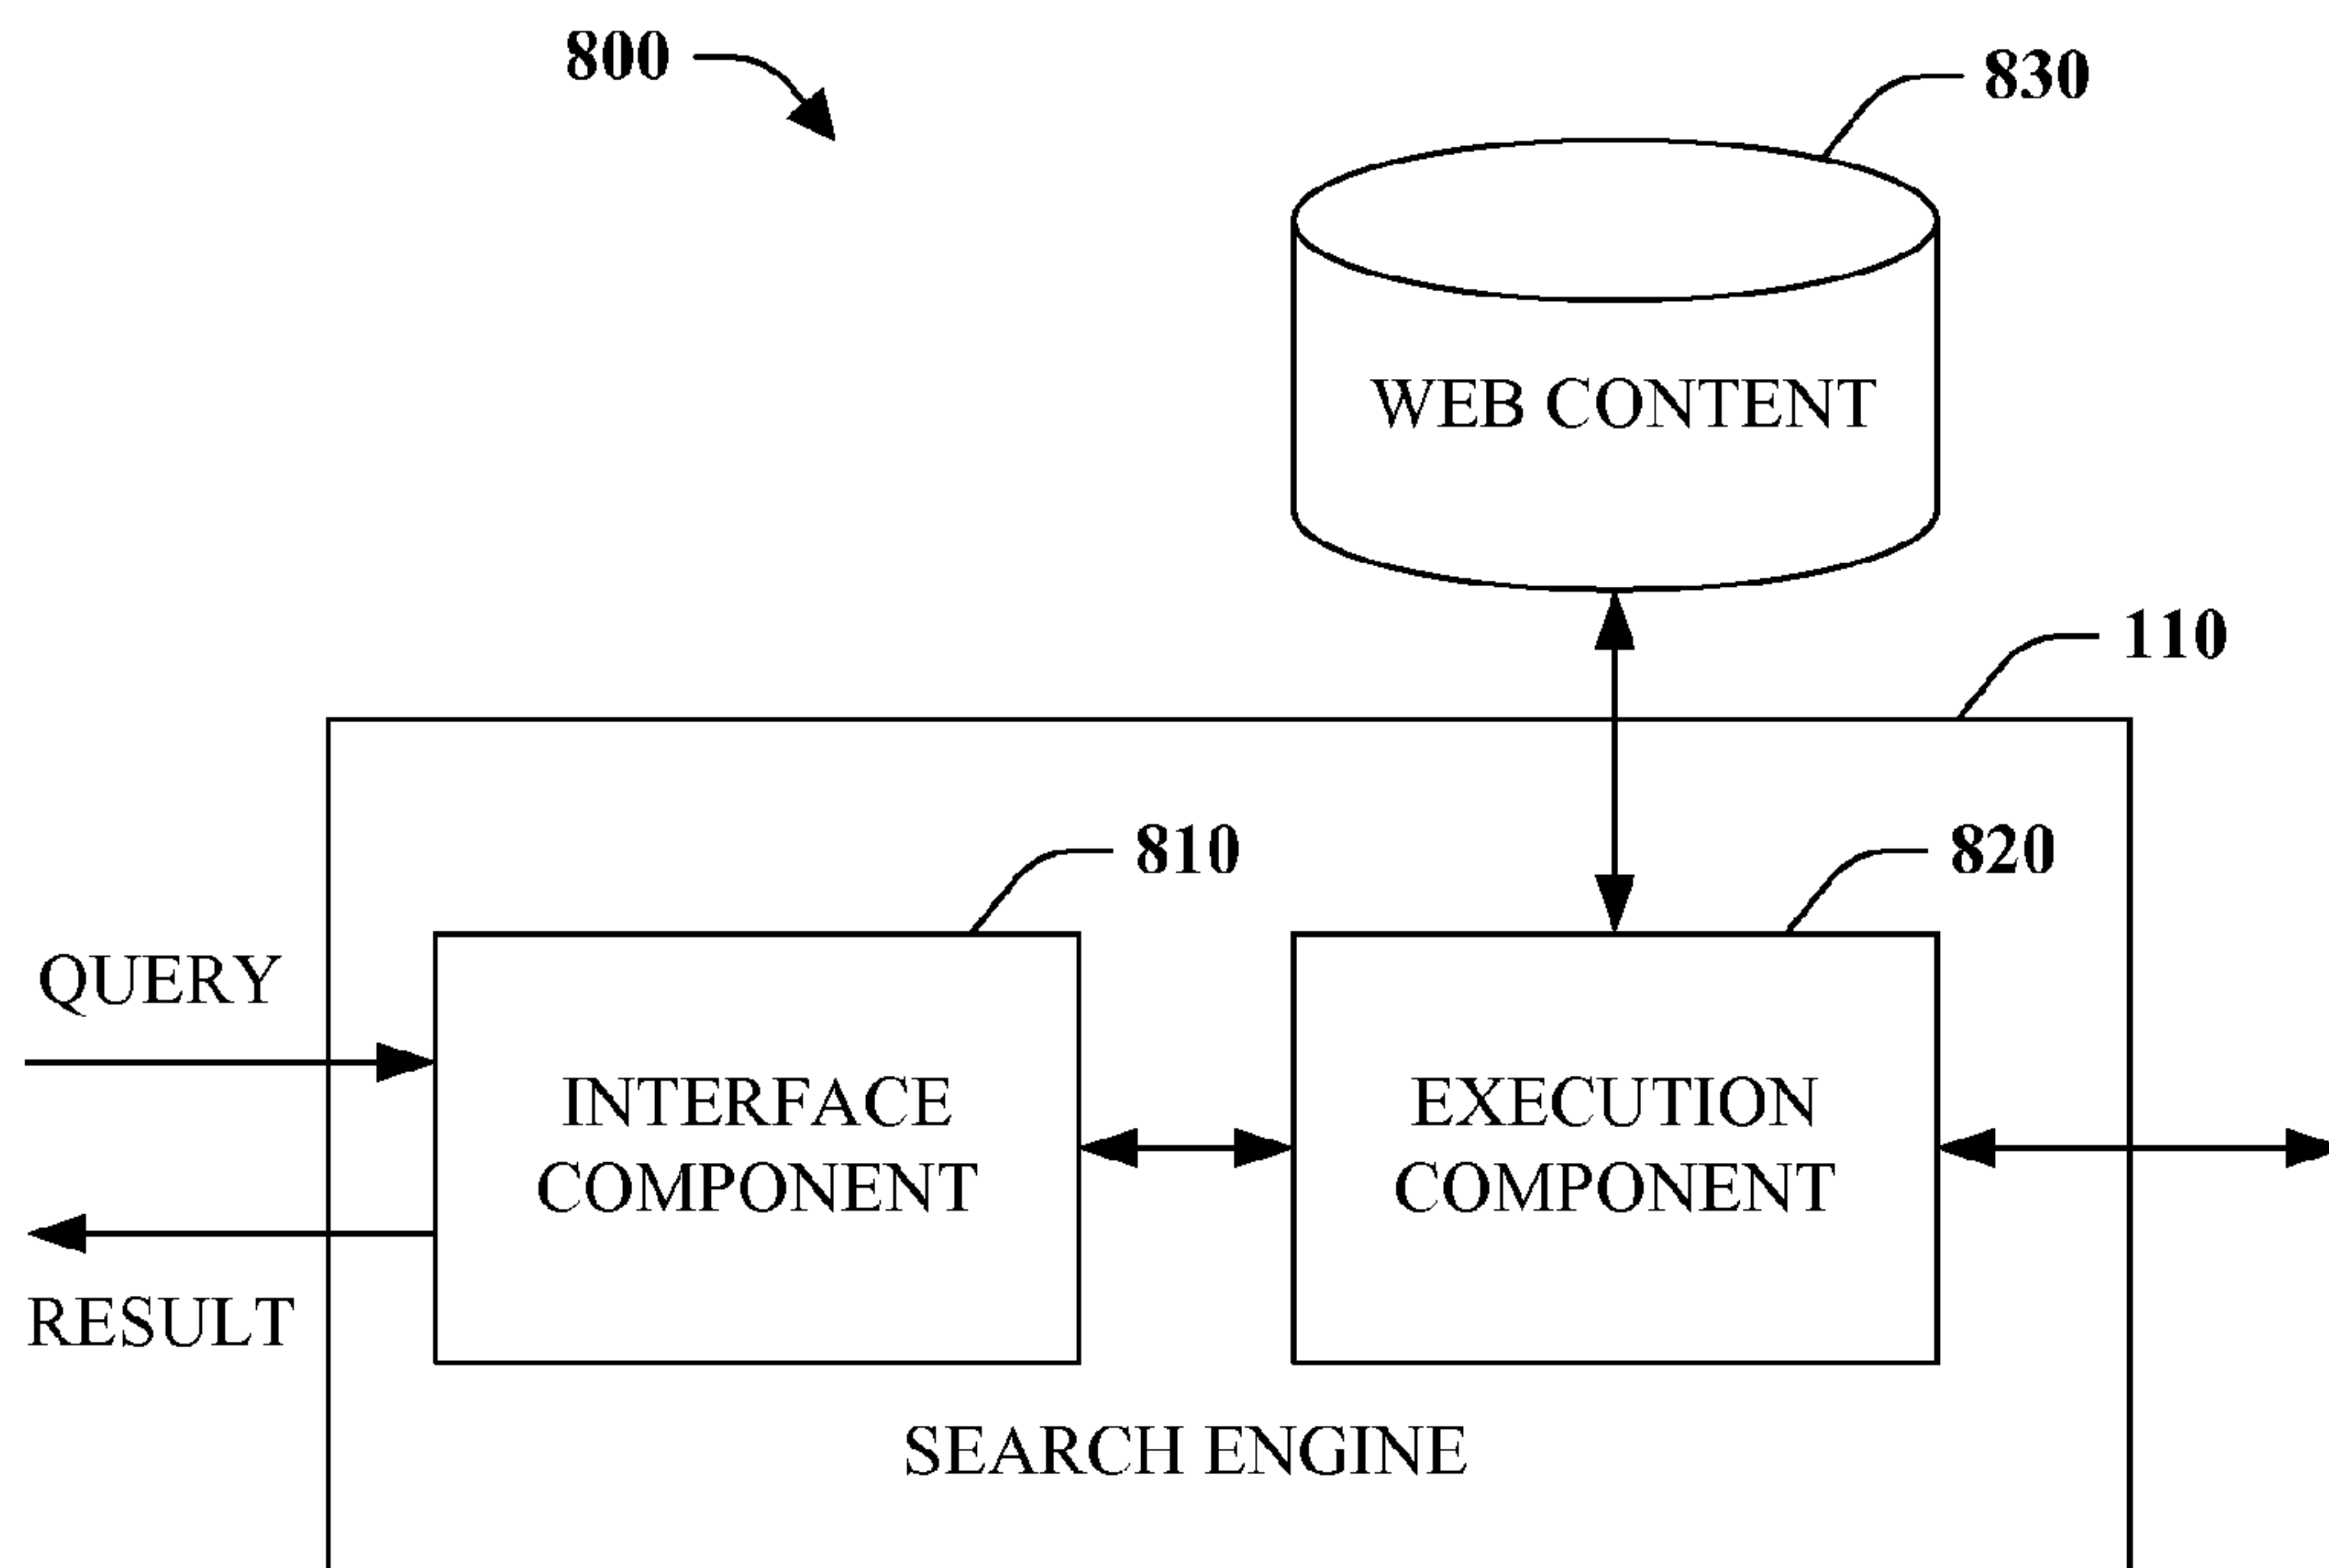 800
830
WEB CONTENT
110
810
820
QUERY
INTERFACE
COMPONENT
EXECUTION
COMPONENT
RESULT
SEARCH ENGINE